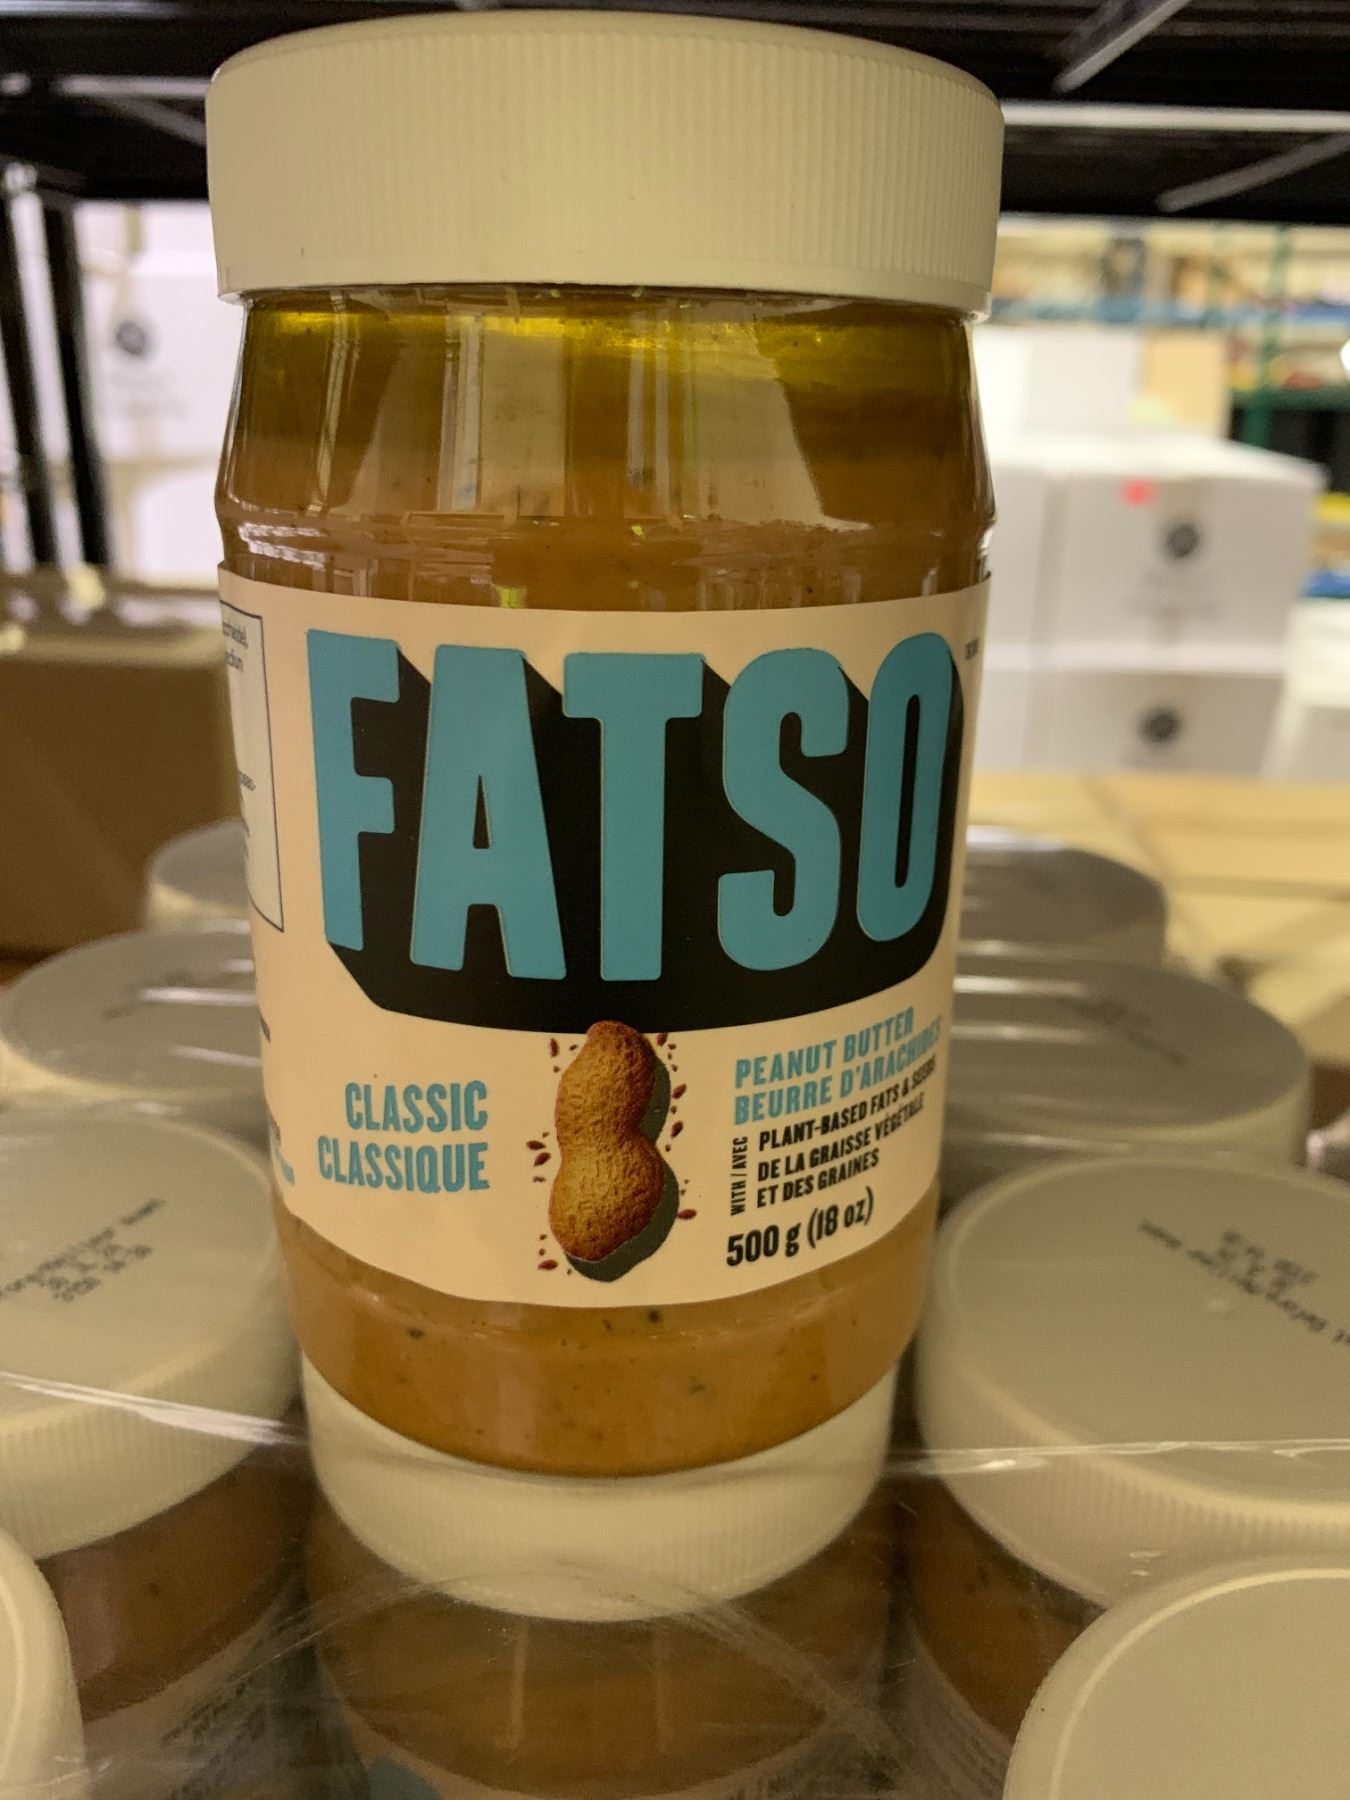 FATSO
CLASSIC
CLASSIQUE
PEANUT BUTTER
BEURRE D'ARACHIDES
WITH / AVEC
PLANT-BASED FATS & SEEDS
DE LA GRAISSE VÉGÉTALE
ET DES GRAINES
500 g (18 oz)